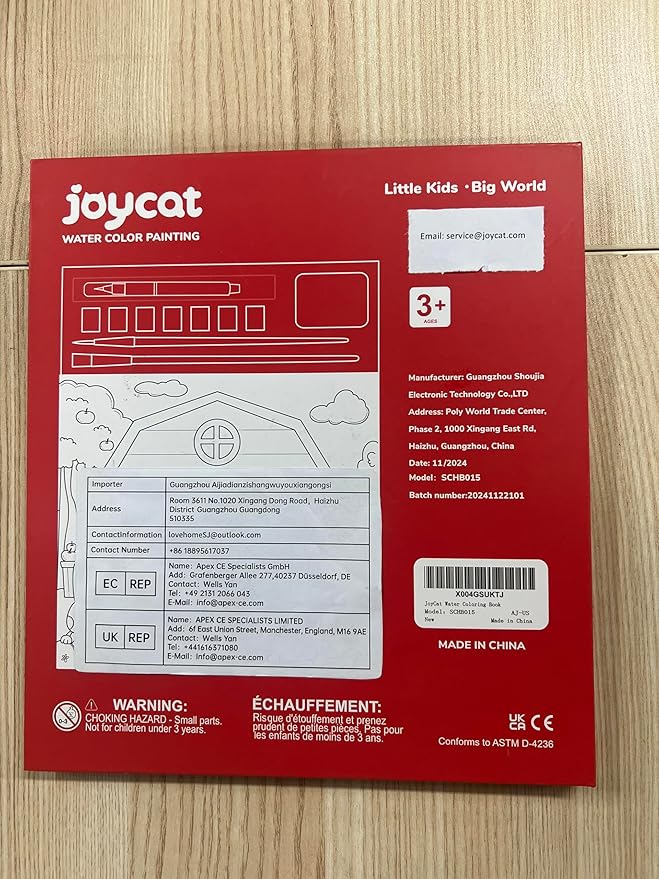 joycat
WATER COLOR PAINTING
Little Kids • Big World
Email: service@joycat.com
3+
AGES
Manufacturer: Guangzhou Shoujia
Electronic Technology Co.,LTD
Address: Poly World Trade Center,
Phase 2, 1000 Xingang East Rd,
Haizhu, Guangzhou, China
Date: 11/2024
Model: SCHB015
Batch number:20241122101
Importer Guangzhou Aijiadianzishangwuyouxiangongsi
Address Room 3611 No.1020 Xingang Dong Road, Haizhu
District Guangzhou Guangdong
510335
ContactInformation lovehomeSJ@outlook.com
Contact Number +86 18895617037
EC REP
Name: Apex CE Specialists GmbH
Add: Grafenberger Allee 277,40237 Düsseldorf, DE
Contact: Wells Yan
Tel: +49 2131 2066 043
E-Mail: info@apex-ce.com
UK REP
Name: APEX CE SPECIALISTS LIMITED
Add: 6f East Union Street, Manchester, England, M16 9AE
Contact: Wells Yan
Tel: +441616371080
E-Mail: Info@apex-ce.com
X004GSUKTJ
JoyCat Water Coloring Book
Model: SCHB015 AJ-US
New Made in China
MADE IN CHINA
0-3
WARNING:
CHOKING HAZARD - Small parts.
Not for children under 3 years.
ÉCHAUFFEMENT:
Risque d'étouffement et prenez
prudent de petites pièces, Pas pour
les enfants de moins de 3 ans.
UK
CA CE
Conforms to ASTM D-4236